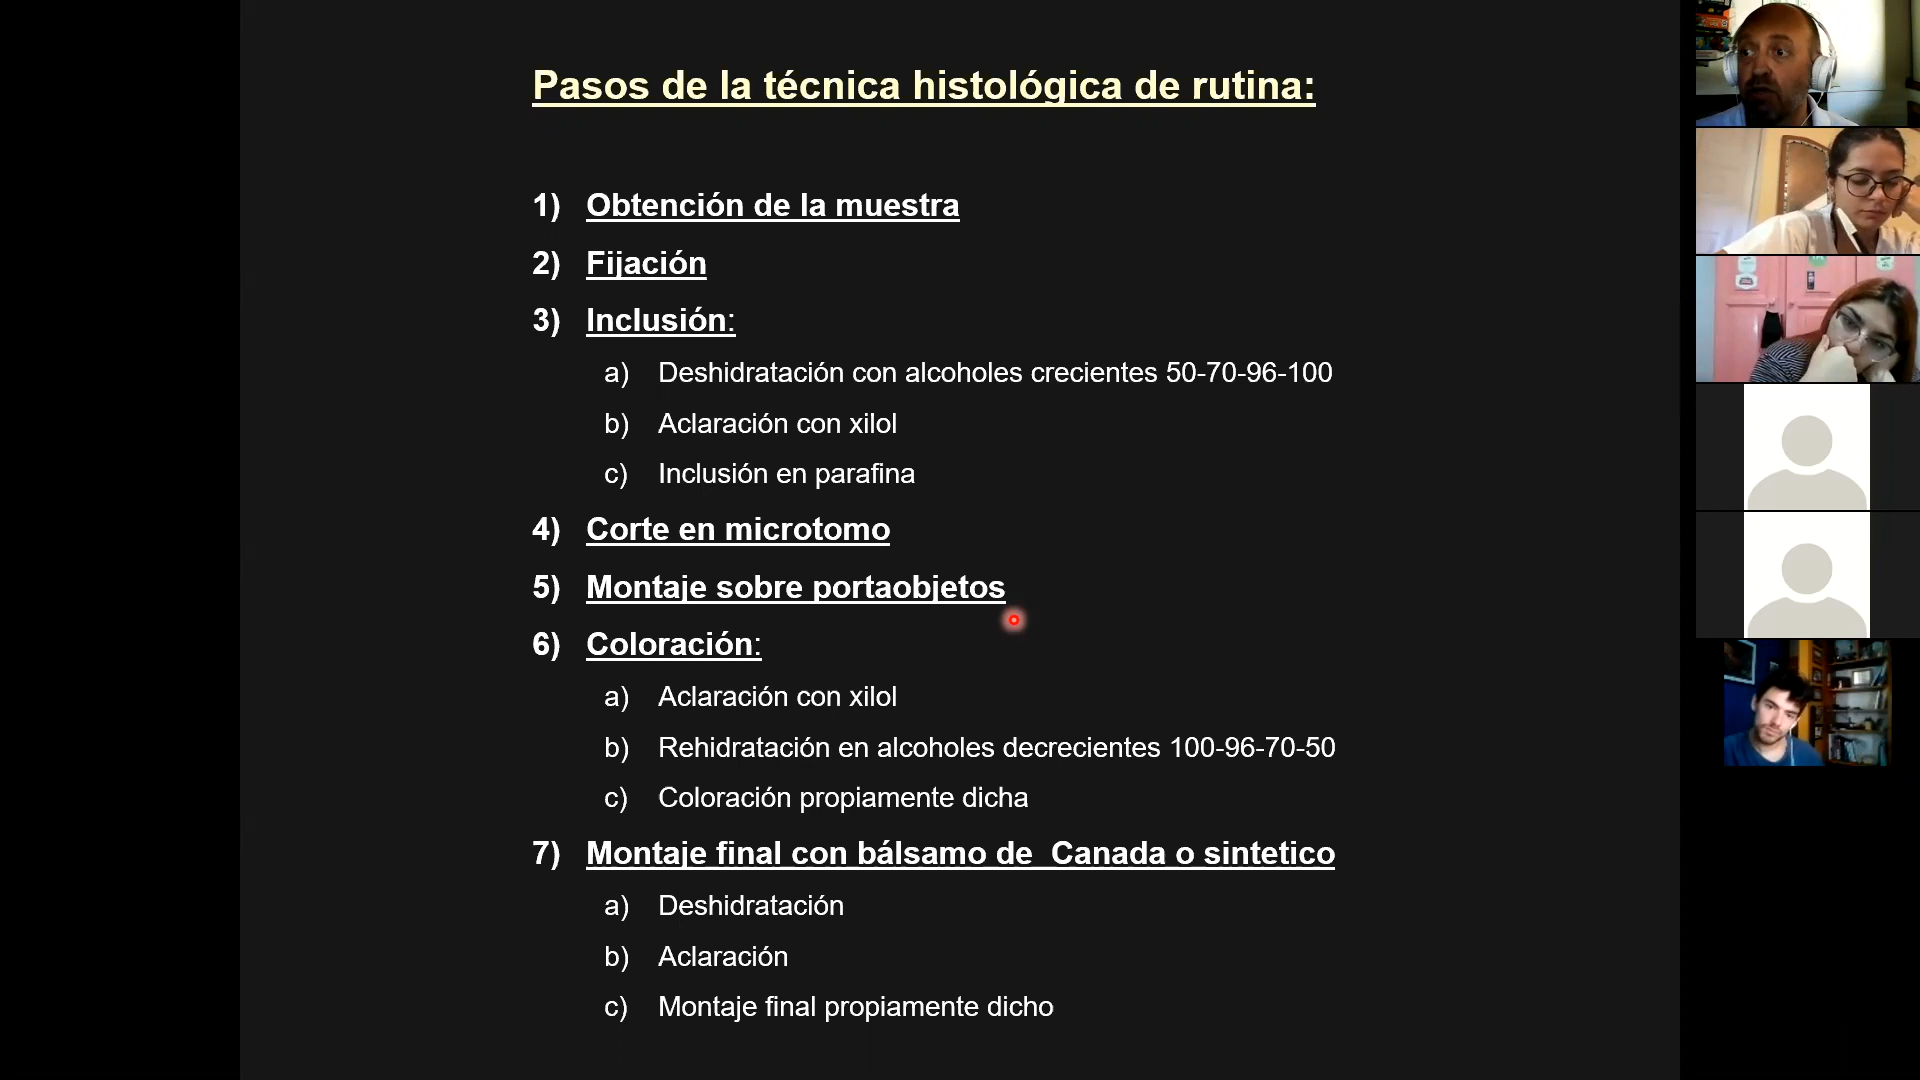 Pasos de la técnica histológica de rutina:
1) Obtención de la muestra
2) Fijación
3) Inclusión:
a) Deshidratación con alcoholes crecientes 50-70-96-100
b) Aclaración con xilol
c) Inclusión en parafina
4) Corte en microtomo
5) Montaje sobre portaobjetos
6) Coloración:
a) Aclaración con xilol
b) Rehidratación en alcoholes decrecientes 100-96-70-50
c) Coloración propiamente dicha
7) Montaje final con bálsamo de  Canada o sintetico
a) Deshidratación
b) Aclaración
c) Montaje final propiamente dicho